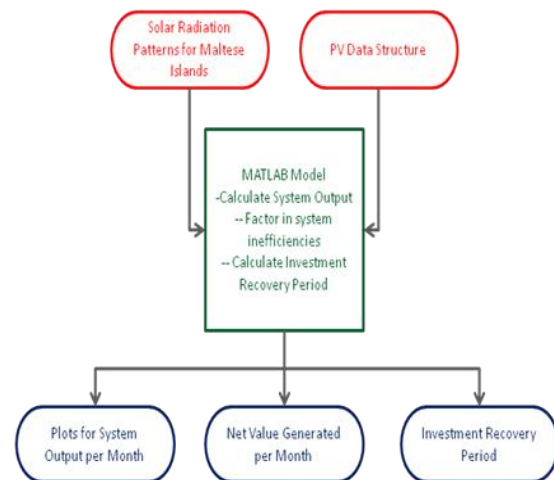 Solar Radiation
Patterns for Maltese
Islands
PV Data Structure
MATLAB Model
-Calculate System Output
-- Factor in system
inefficiencies
-- Calculate Investment
Recovery Period
Plots for System
Output per Month
Net Value Generated
per Month
Investment Recovery
Period